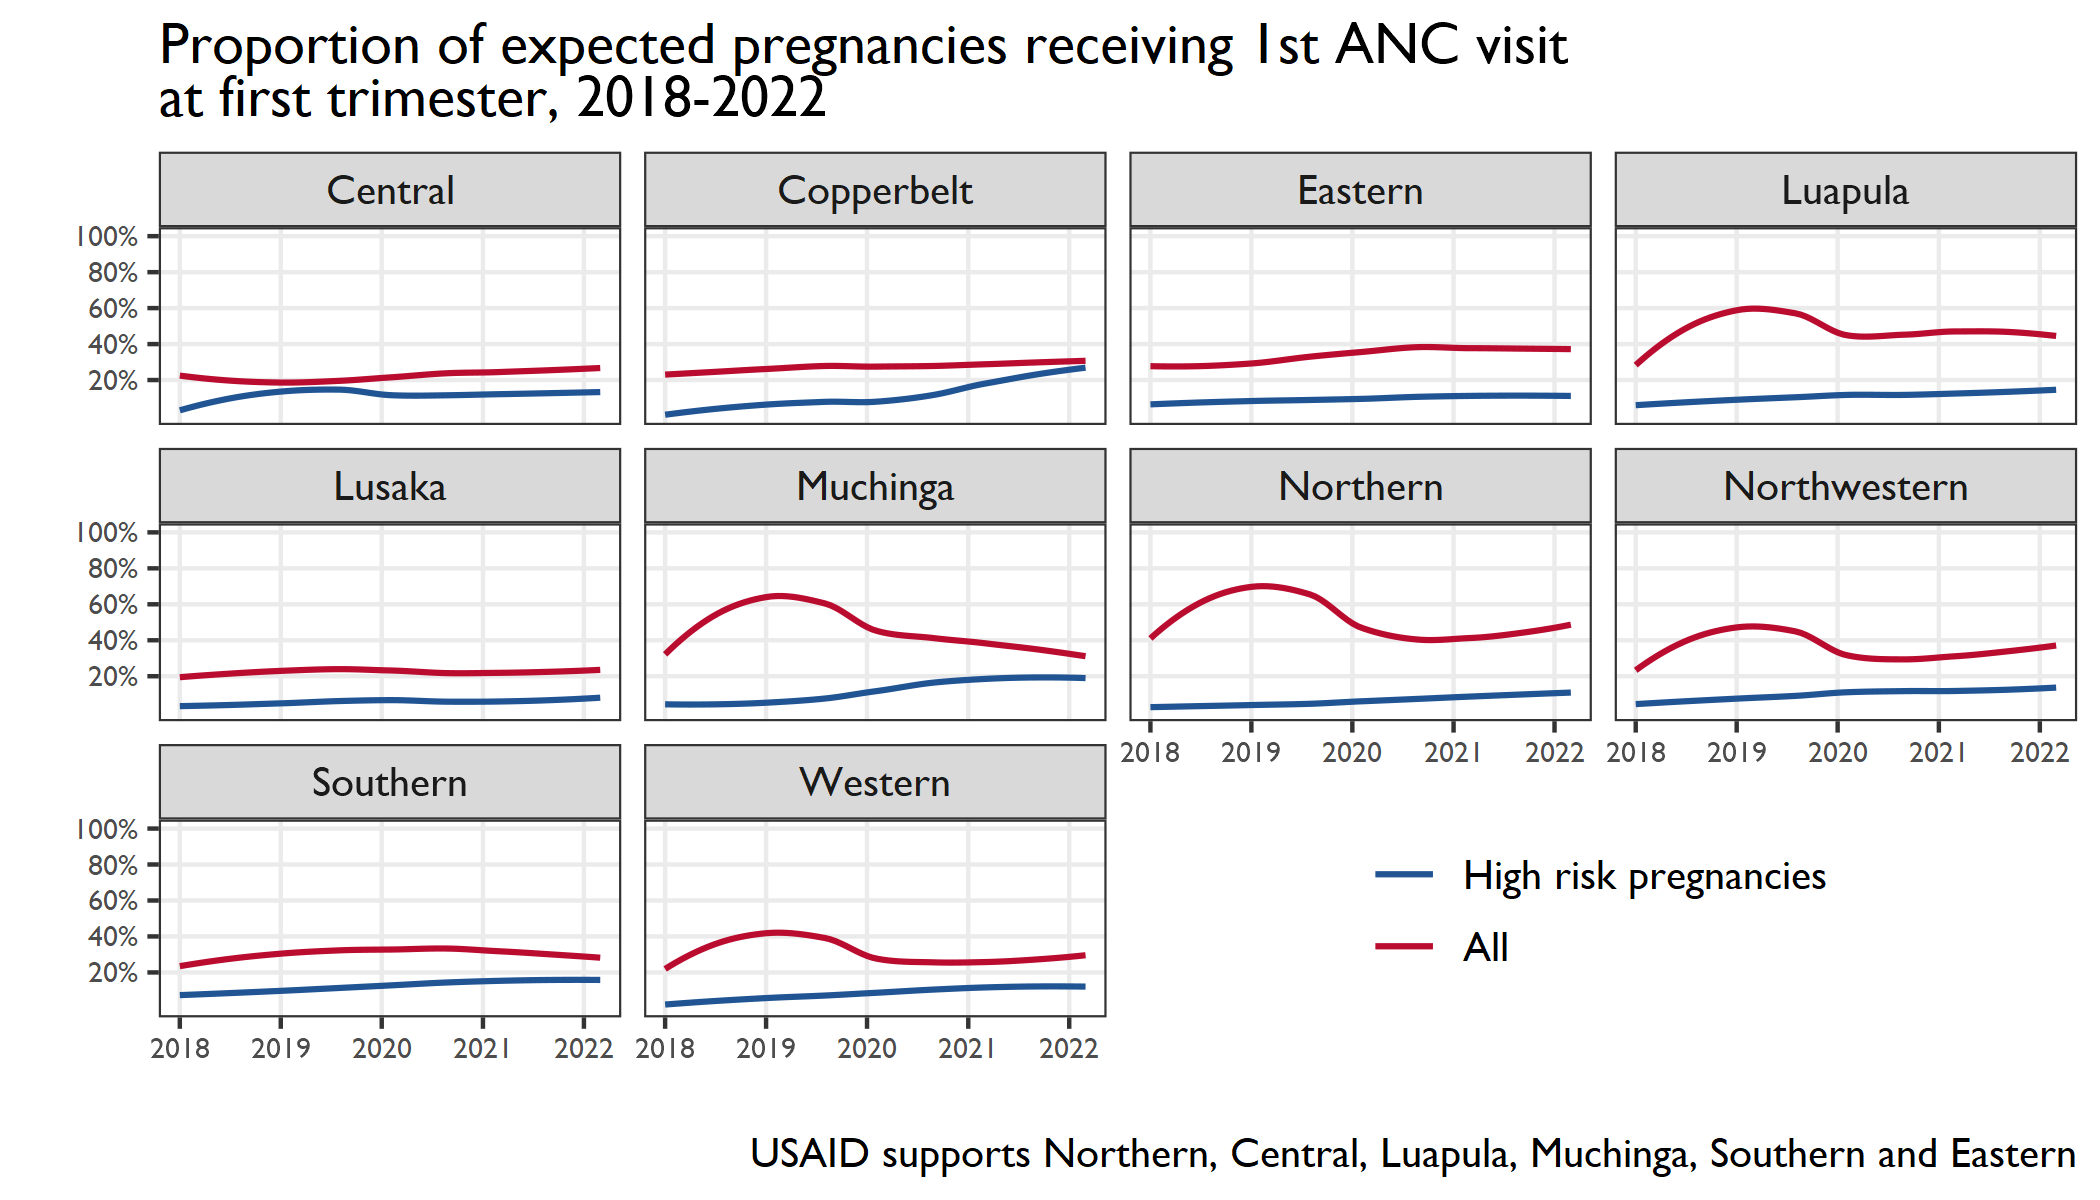 Proportion of expected pregnancies receiving 1st ANC visit
at first trimester, 2018-2022
Central
Copperbelt
Eastern
Luapula
100%
80%
60%
40%
20%
Lusaka
Muchinga
Northern
Northwestern
100%
80%
60%
40%
20%
2018 2019 2020 2021 2022
2018 2019 2020 2021 2022
Southern
Western
100%
80%
60%
40%
20%
2018 2019 2020 2021 2022
2018 2019 2020 2021 2022
High risk pregnancies
All
USAID supports Northern, Central, Luapula, Muchinga, Southern and Eastern